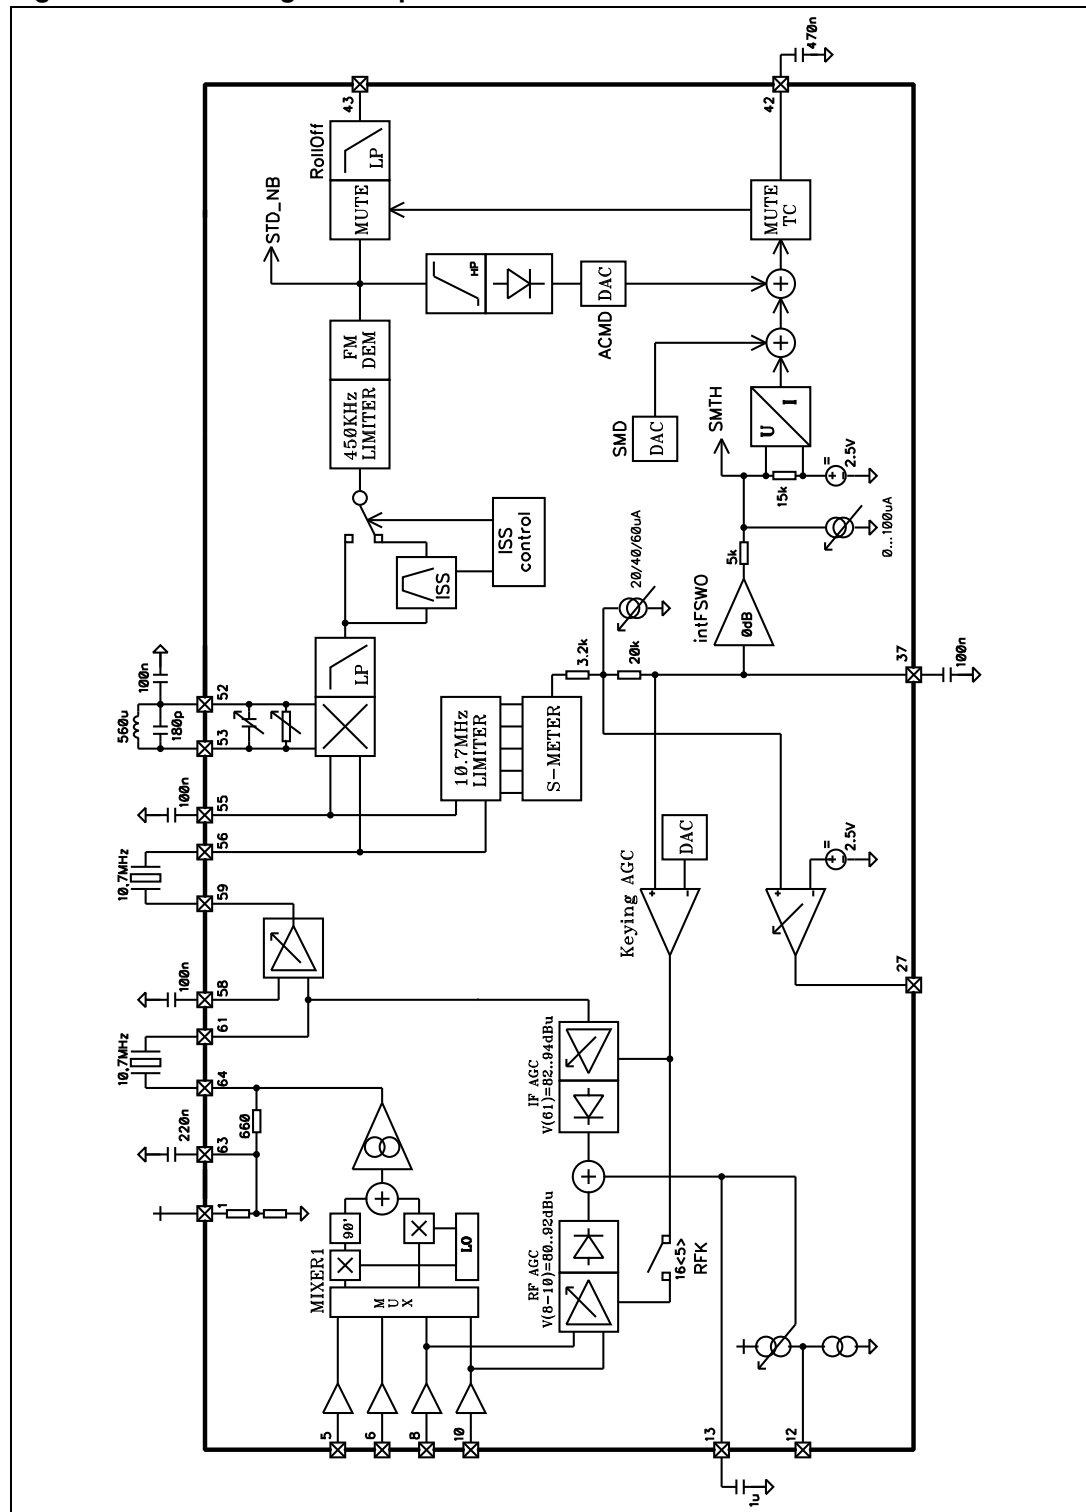 470n
43
42
RollOff
LP
MUTE
STD_NB
MUTE
TC
HP
DAC
ACMD
FM
DEM
450KHz
LIMITER
SMD
DAC
SMTH
U
I
15k
=
2.5V
ISS
control
ISS
20/40/60uA
5k
0...100uA
intFSWO
0dB
3.2k
20k
37
100n
100n
560u
180p
52
53
LP
10.7MHz
LIMITER
S-METER
100n
55
56
10.7MHz
59
DAC
Keying AGC
+
-
=
2.5V
+
-
27
100n
58
61
10.7MHz
64
IF AGC
V(61)=82..94dBu
220n
63
660
1
+
+
90'
LO
MIXER1
M
U
X
RF AGC
V(8-10)=80..92dBu
16<5>
RFK
5
6
8
10
13
12
1u